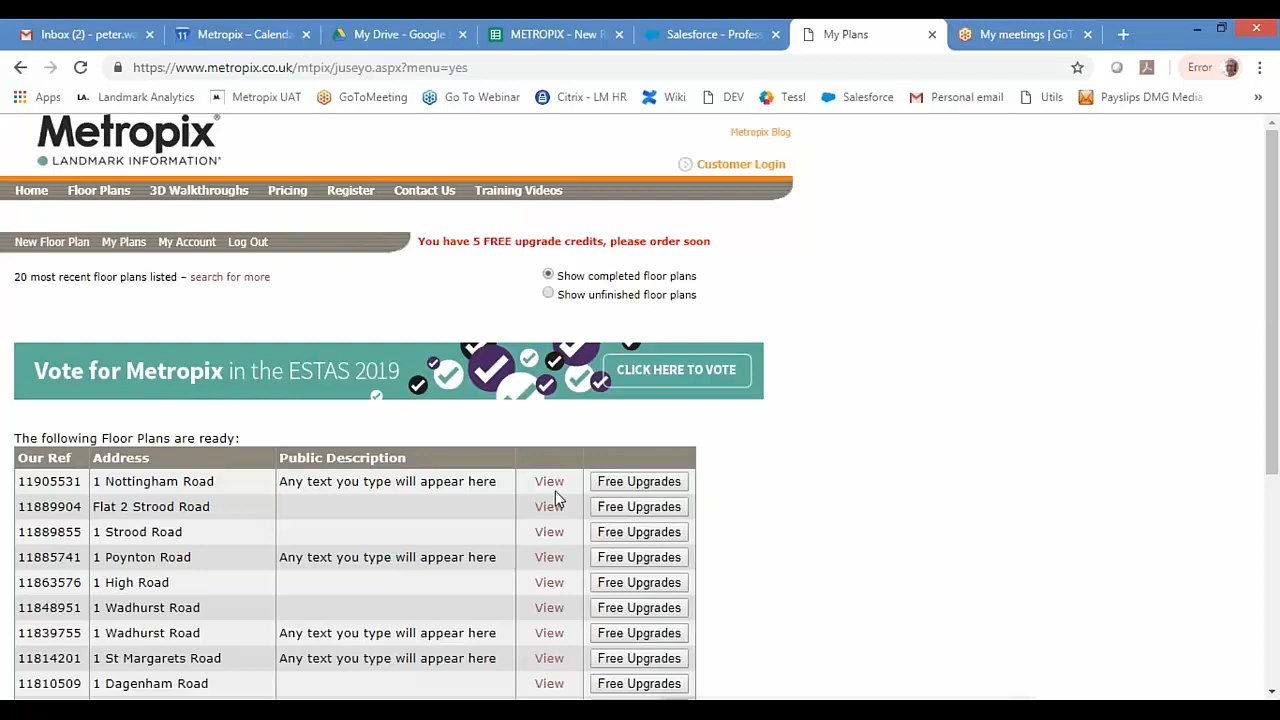 Inbox (2) - peter.wa
Metropix – Calenda
My Drive - Google
METROPIX - New R
Salesforce - Profess
My Plans
My meetings | GoT
https://www.metropix.co.uk/mtpix/juseyo.aspx?menu=yes
Error
Apps
Landmark Analytics
Metropix UAT
GoToMeeting
Go To Webinar
Citrix - LM HR
Wiki
DEV
Tessl
Salesforce
Personal email
Utils
Payslips DMG Media
»
Metropix®
LANDMARK INFORMATION
Metropix Blog
Customer Login
Home Floor Plans 3D Walkthroughs Pricing Register Contact Us Training Videos
New Floor Plan My Plans My Account Log Out
You have 5 FREE upgrade credits, please order soon
20 most recent floor plans listed – search for more
Show completed floor plans
Show unfinished floor plans
Vote for Metropix in the ESTAS 2019
CLICK HERE TO VOTE
The following Floor Plans are ready:
Our Ref Address Public Description
11905531 1 Nottingham Road Any text you type will appear here View Free Upgrades
11889904 Flat 2 Strood Road View Free Upgrades
11889855 1 Strood Road View Free Upgrades
11885741 1 Poynton Road Any text you type will appear here View Free Upgrades
11863576 1 High Road View Free Upgrades
11848951 1 Wadhurst Road View Free Upgrades
11839755 1 Wadhurst Road Any text you type will appear here View Free Upgrades
11814201 1 St Margarets Road Any text you type will appear here View Free Upgrades
11810509 1 Dagenham Road View Free Upgrades